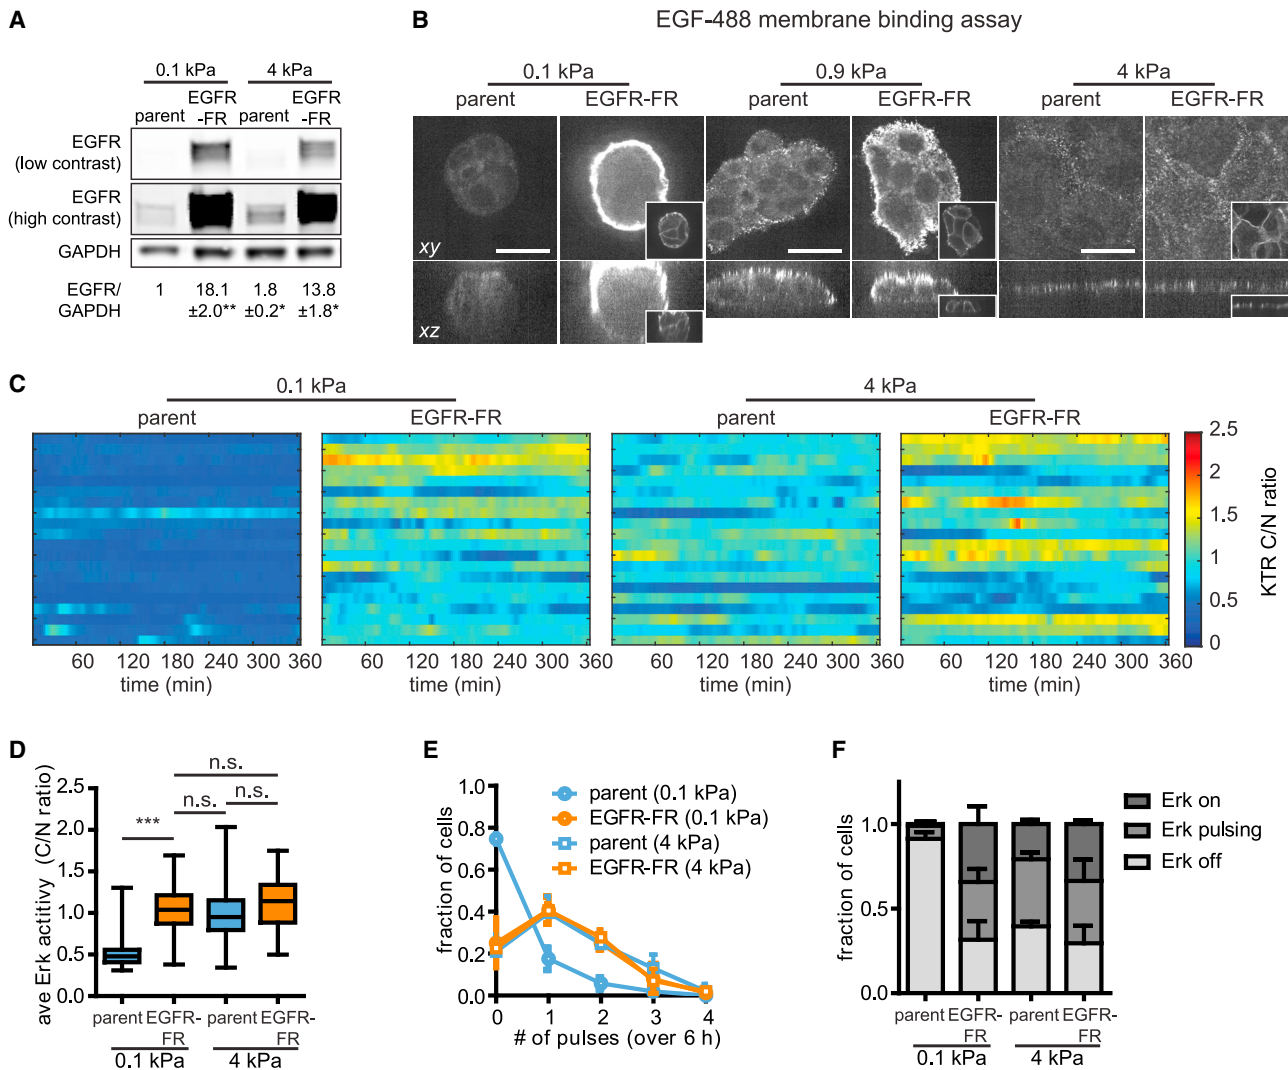 A
0.1 kPa 4 kPa
parent EGFR-FR parent EGFR-FR
EGFR
(low contrast)
EGFR
(high contrast)
GAPDH
EGFR/ 1 18.1 1.8 13.8
GAPDH ±2.0** ±0.2* ±1.8*
B
EGF-488 membrane binding assay
0.1 kPa 0.9 kPa 4 kPa
parent EGFR-FR parent EGFR-FR parent EGFR-FR
xy
xz
C
0.1 kPa 4 kPa
parent EGFR-FR parent EGFR-FR
60 120 180 240 300 360
60 120 180 240 300 360
60 120 180 240 300 360
60 120 180 240 300 360
time (min) time (min) time (min) time (min)
2.5
2
1.5
1
0.5
0
KTR C/N ratio
D
ave Erk actitivy (C/N ratio)
2.5
2.0
1.5
1.0
0.5
0.0
***
n.s.
n.s. n.s.
parent EGFR-FR parent EGFR-FR
0.1 kPa 4 kPa
E
fraction of cells
1.0
0.8
0.6
0.4
0.2
0.0
parent (0.1 kPa)
EGFR-FR (0.1 kPa)
parent (4 kPa)
EGFR-FR (4 kPa)
0 1 2 3 4
# of pulses (over 6 h)
F
fraction of cells
1.0
0.5
0.0
Erk on
Erk pulsing
Erk off
parent EGFR-FR parent EGFR-FR
0.1 kPa 4 kPa